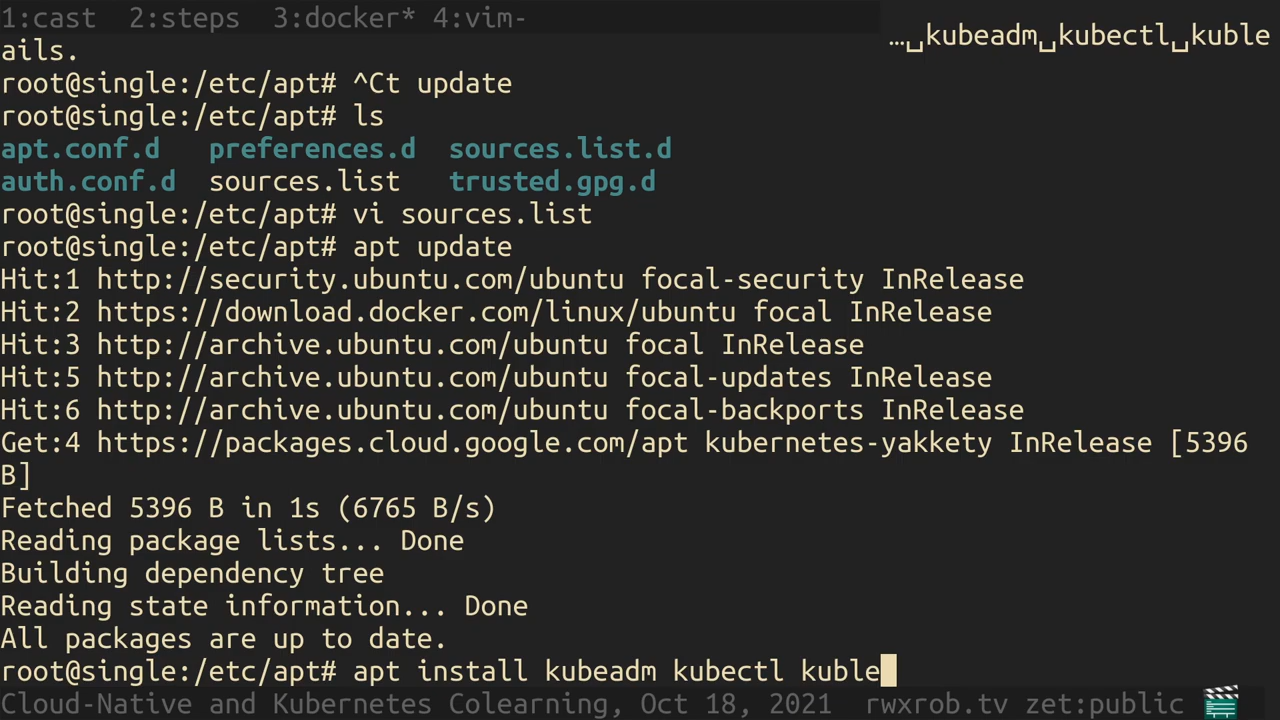 1:cast 2:steps 3:docker* 4:vim-
…␣kubeadm␣kubectl␣kuble
ails.
root@single:/etc/apt# ^Ct update
root@single:/etc/apt# ls
apt.conf.d preferences.d sources.list.d
auth.conf.d sources.list trusted.gpg.d
root@single:/etc/apt# vi sources.list
root@single:/etc/apt# apt update
Hit:1 http://security.ubuntu.com/ubuntu focal-security InRelease
Hit:2 https://download.docker.com/linux/ubuntu focal InRelease
Hit:3 http://archive.ubuntu.com/ubuntu focal InRelease
Hit:5 http://archive.ubuntu.com/ubuntu focal-updates InRelease
Hit:6 http://archive.ubuntu.com/ubuntu focal-backports InRelease
Get:4 https://packages.cloud.google.com/apt kubernetes-yakkety InRelease [5396
B]
Fetched 5396 B in 1s (6765 B/s)
Reading package lists... Done
Building dependency tree
Reading state information... Done
All packages are up to date.
root@single:/etc/apt# apt install kubeadm kubectl kuble
Cloud-Native and Kubernetes Colearning, Oct 18, 2021 rwxrob.tv zet:public